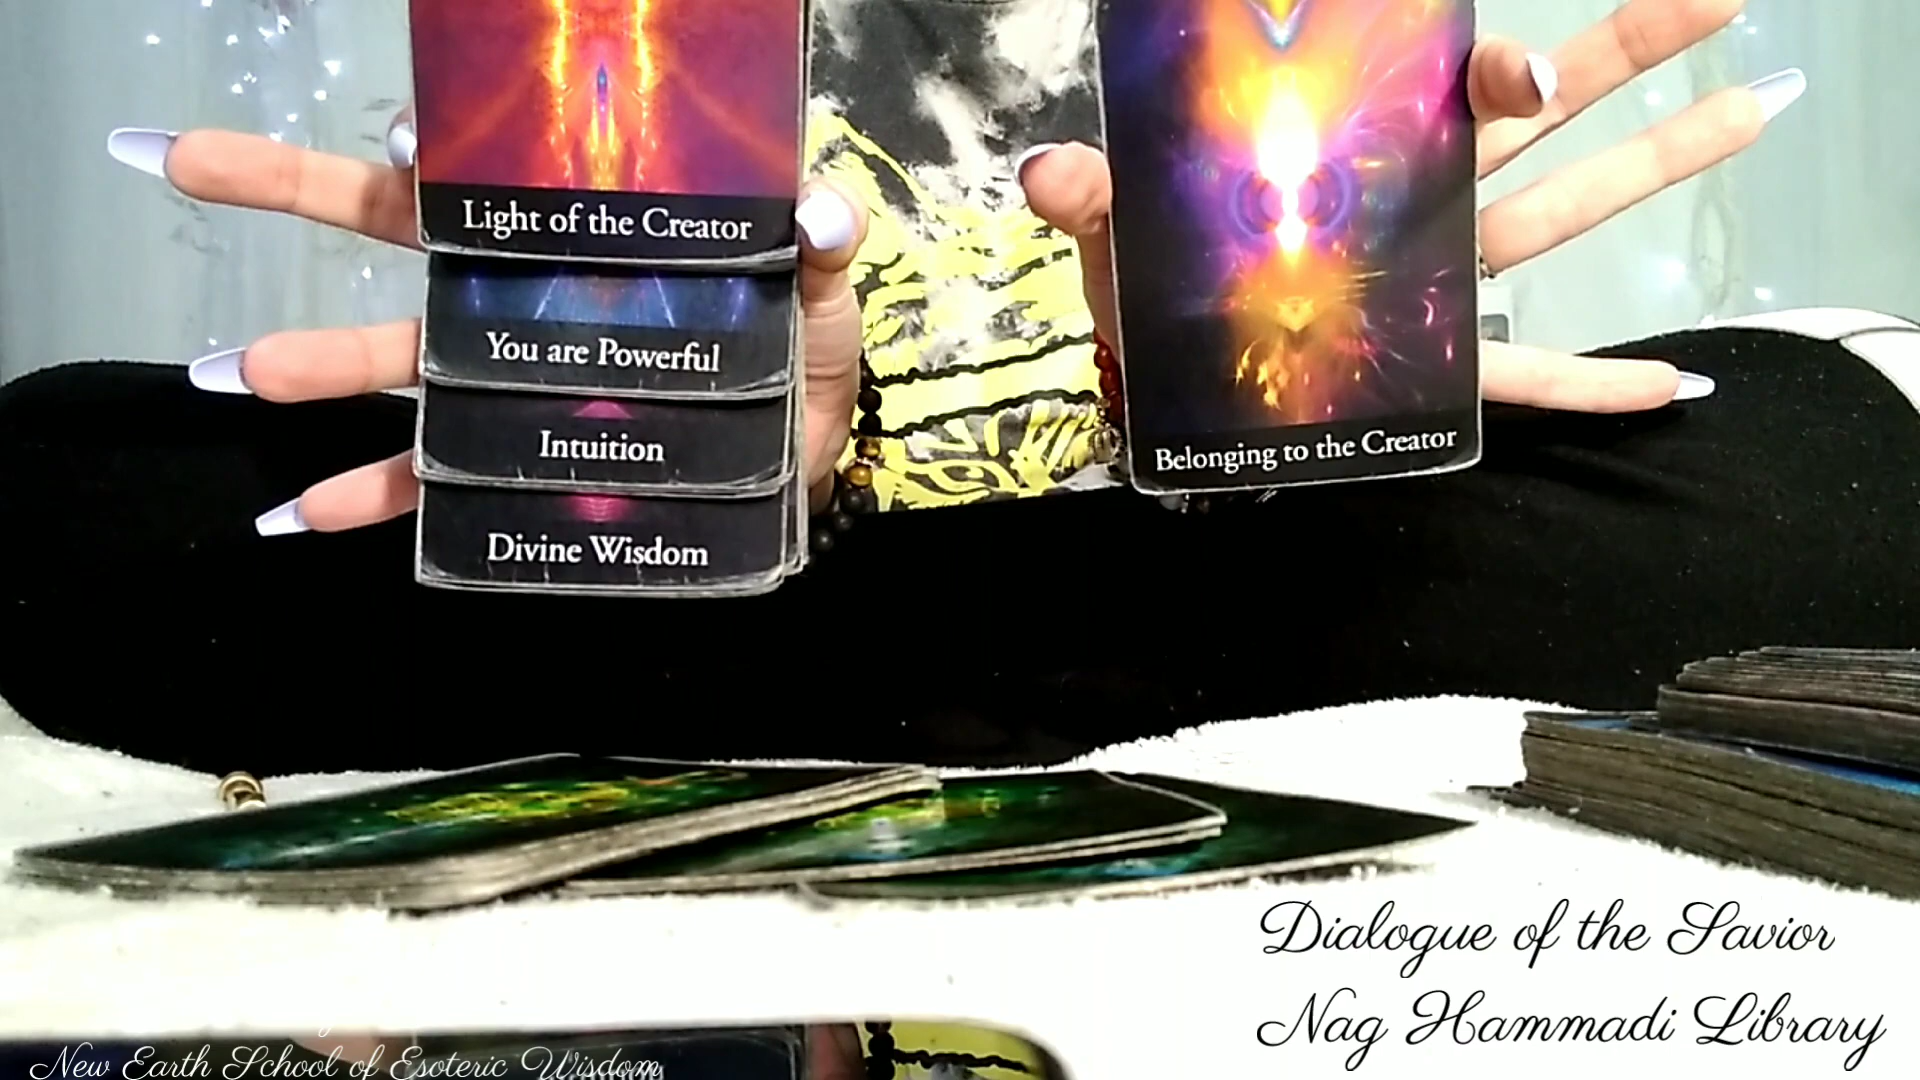 Light of the Creator
You are Powerful
Intuition
Divine Wisdom
Belonging to the Creator
Dialogue of the Savior
Nag Hammadi Library
New Earth School of Esoteric Wisdom